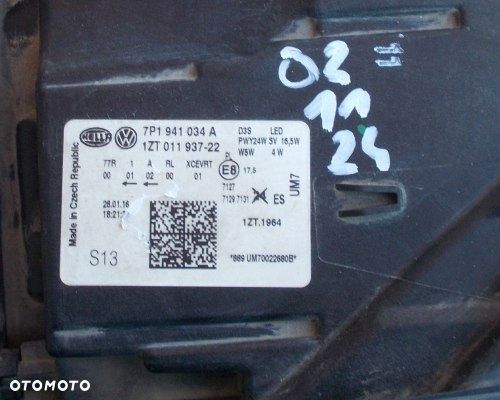 02
11
24
HELLA
7P1 941 034 A
1ZT 011 937-22
D3S LED
PWY24W 5V 16,5W
W5W 4 W
77R 1 A RL XCEVRT
00 01 02 00 01
E8 17,5
7127
7129 7131 ES
UM7
1ZT.1964
28.01.16
S13
*889 UM70022680B*
Made in Czech Republic
OTOMOTO